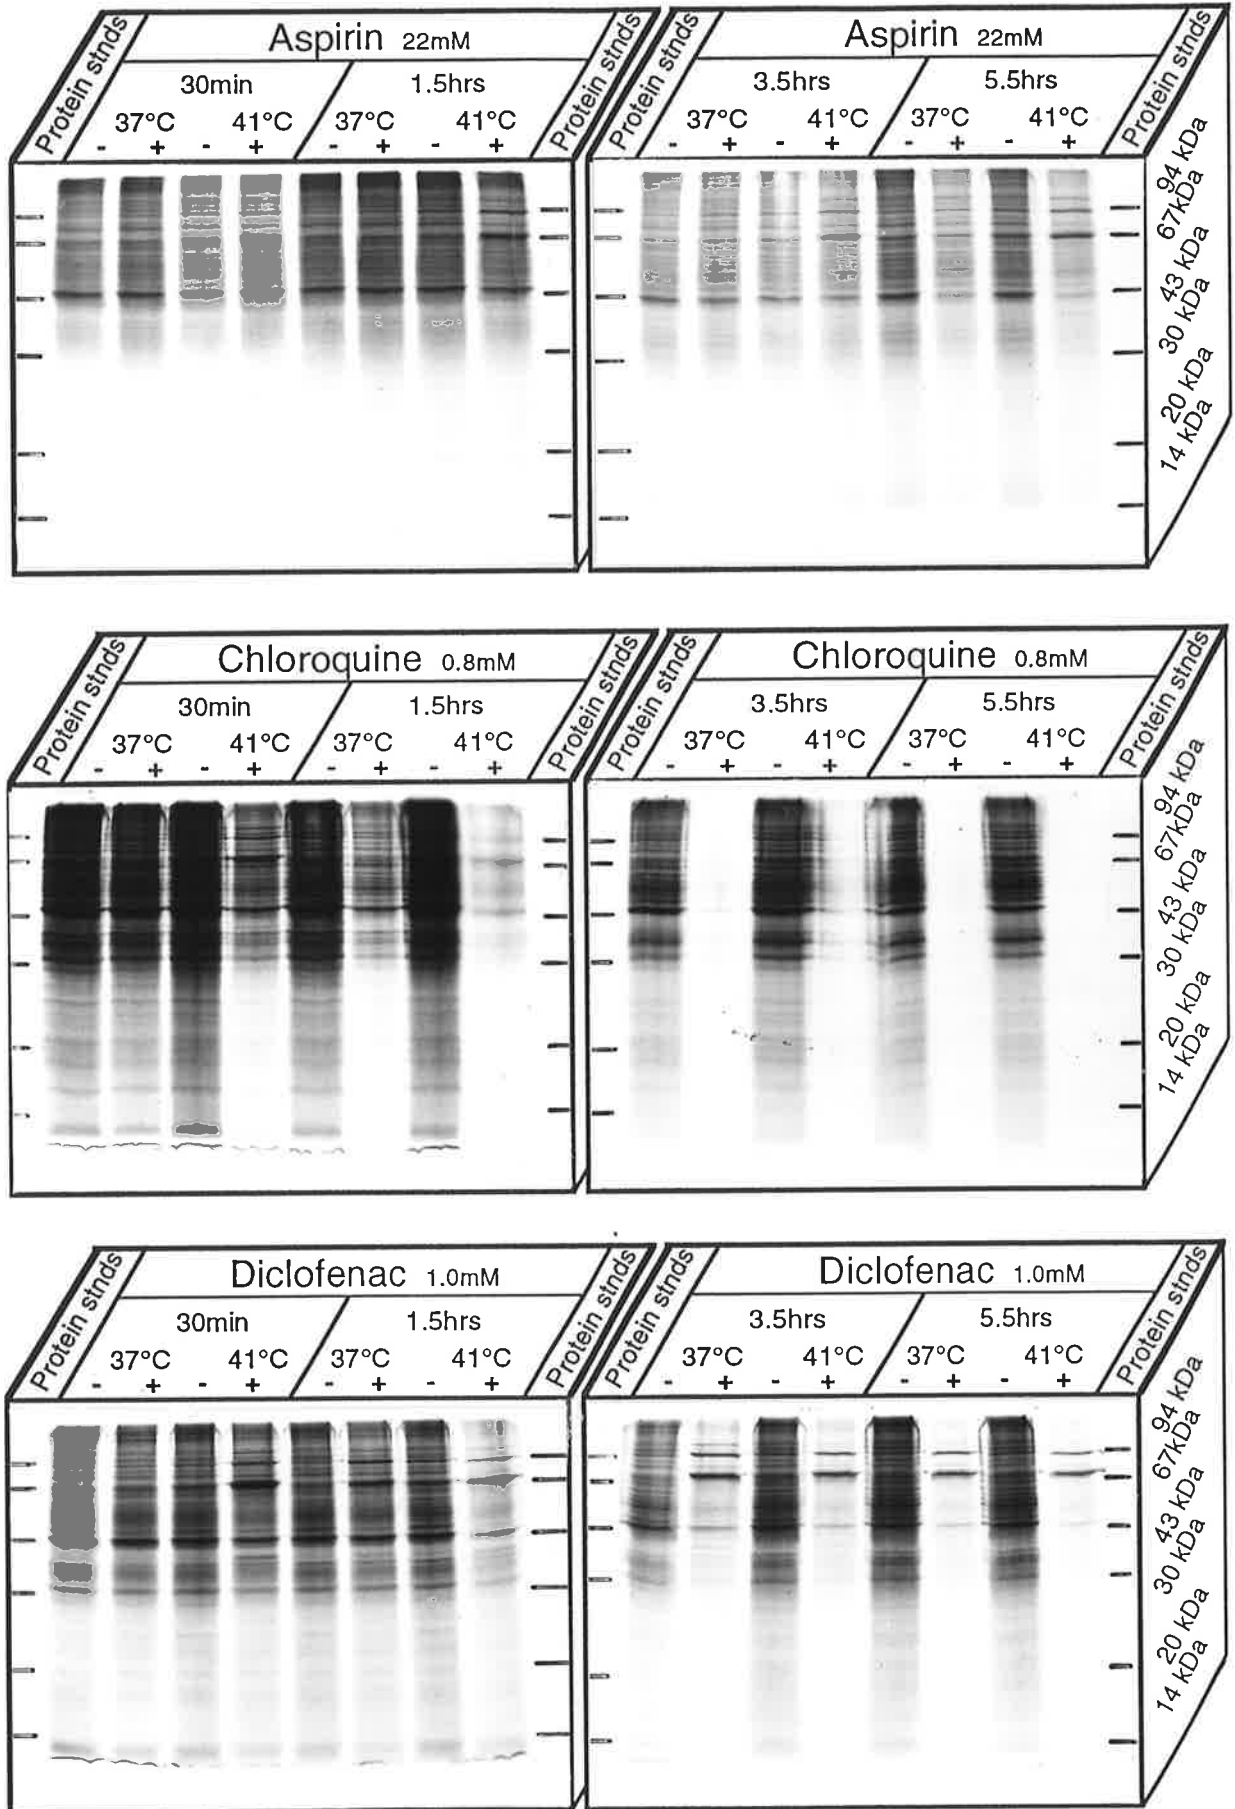 Protein stnds Aspirin 22mM Protein stnds
30min 1.5hrs
37°C 41°C 37°C 41°C
- + - + - + - +
Protein stnds Aspirin 22mM Protein stnds
3.5hrs 5.5hrs
37°C 41°C 37°C 41°C
- + - + - + - +
94 kDa
67kDa
43 kDa
30 kDa
20 kDa
14 kDa
Protein stnds Chloroquine 0.8mM Protein stnds
30min 1.5hrs
37°C 41°C 37°C 41°C
- + - + - + - +
Protein stnds Chloroquine 0.8mM Protein stnds
3.5hrs 5.5hrs
37°C 41°C 37°C 41°C
- + - + - + - +
94 kDa
67kDa
43 kDa
30 kDa
20 kDa
14 kDa
Protein stnds Diclofenac 1.0mM Protein stnds
30min 1.5hrs
37°C 41°C 37°C 41°C
- + - + - + - +
Protein stnds Diclofenac 1.0mM Protein stnds
3.5hrs 5.5hrs
37°C 41°C 37°C 41°C
- + - + - + - +
94 kDa
67kDa
43 kDa
30 kDa
20 kDa
14 kDa